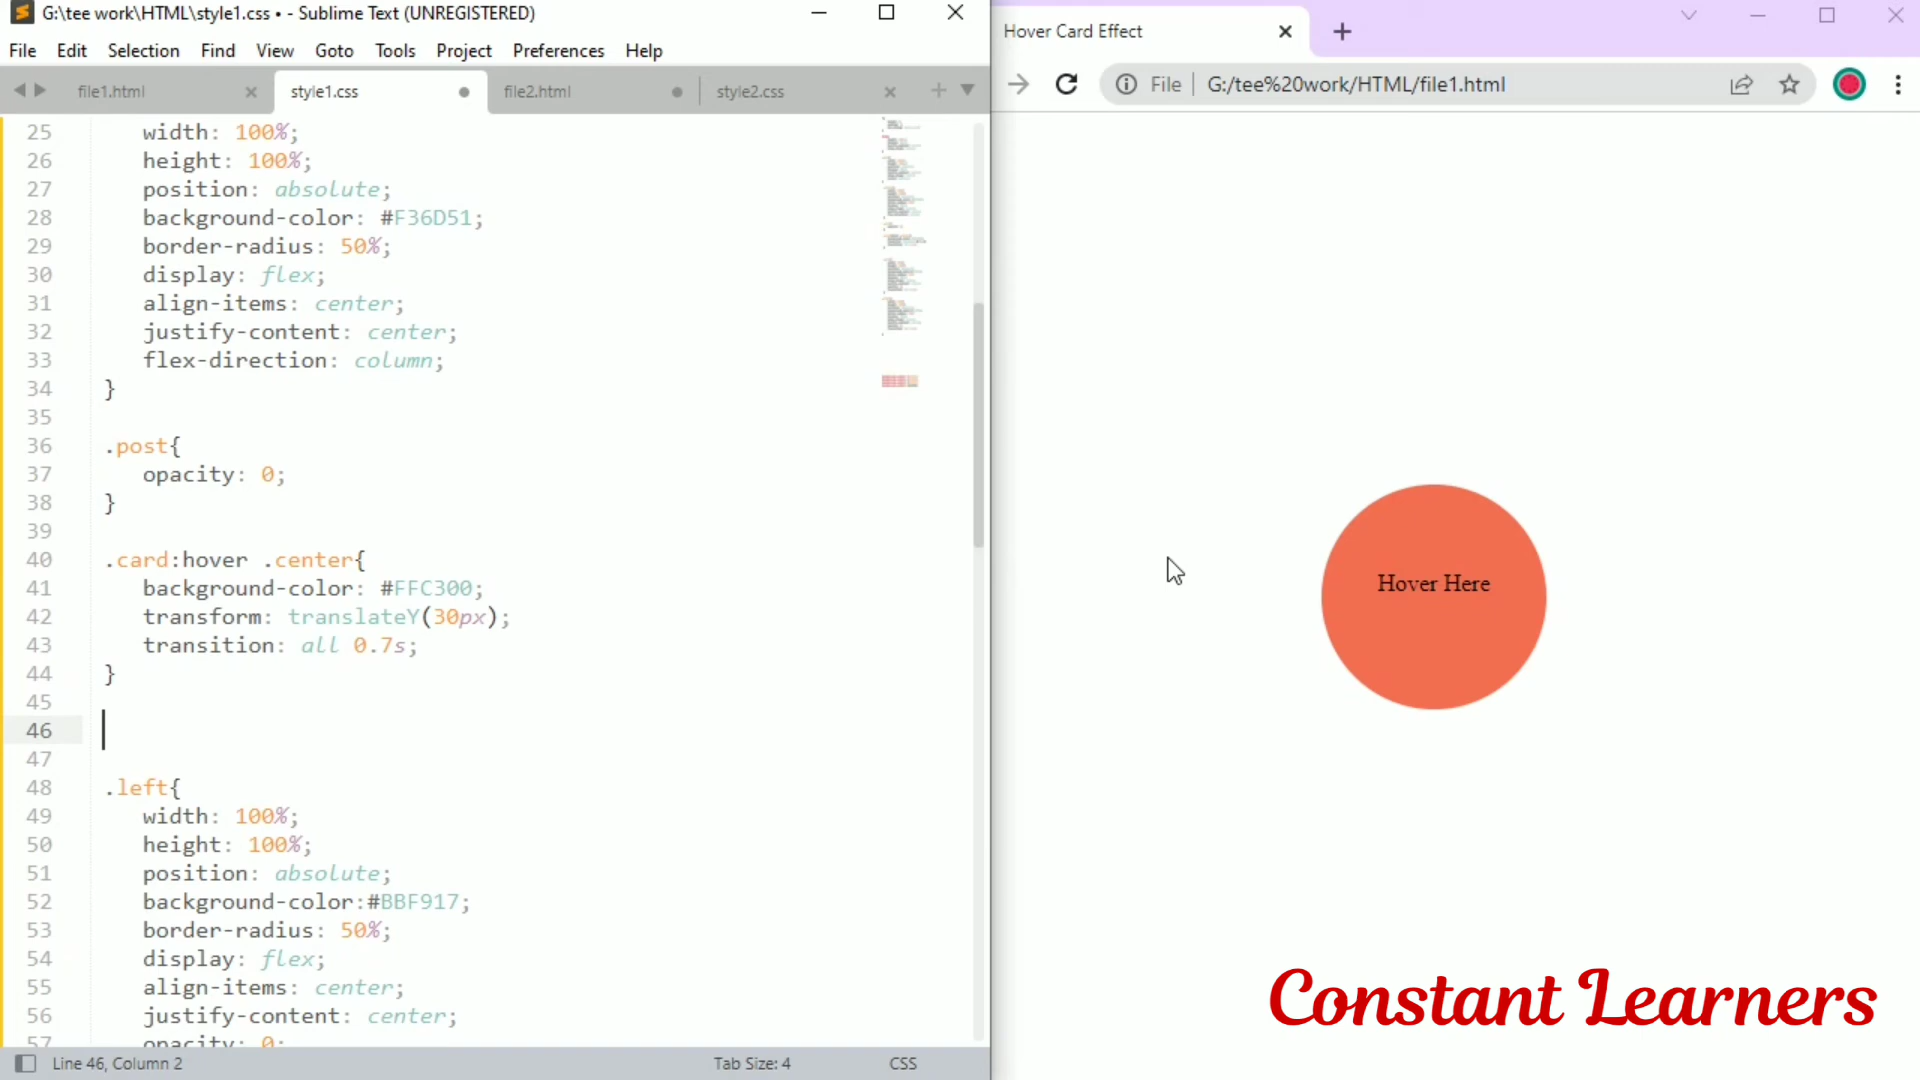 G:\tee work\HTML\style1.css • - Sublime Text (UNREGISTERED)
File Edit Selection Find View Goto Tools Project Preferences Help
file1.html style1.css file2.html style2.css
25 width: 100%;
26 height: 100%;
27 position: absolute;
28 background-color: #F36D51;
29 border-radius: 50%;
30 display: flex;
31 align-items: center;
32 justify-content: center;
33 flex-direction: column;
34 }
35
36 .post{
37 opacity: 0;
38 }
39
40 .card:hover .center{
41 background-color: #FFC300;
42 transform: translateY(30px);
43 transition: all 0.7s;
44 }
45
46
47
48 .left{
49 width: 100%;
50 height: 100%;
51 position: absolute;
52 background-color:#BBF917;
53 border-radius: 50%;
54 display: flex;
55 align-items: center;
56 justify-content: center;
57 opacity: 0;
Line 46, Column 2 Tab Size: 4 CSS
Hover Card Effect
File G:/tee%20work/HTML/file1.html
Hover Here
Constant Learners